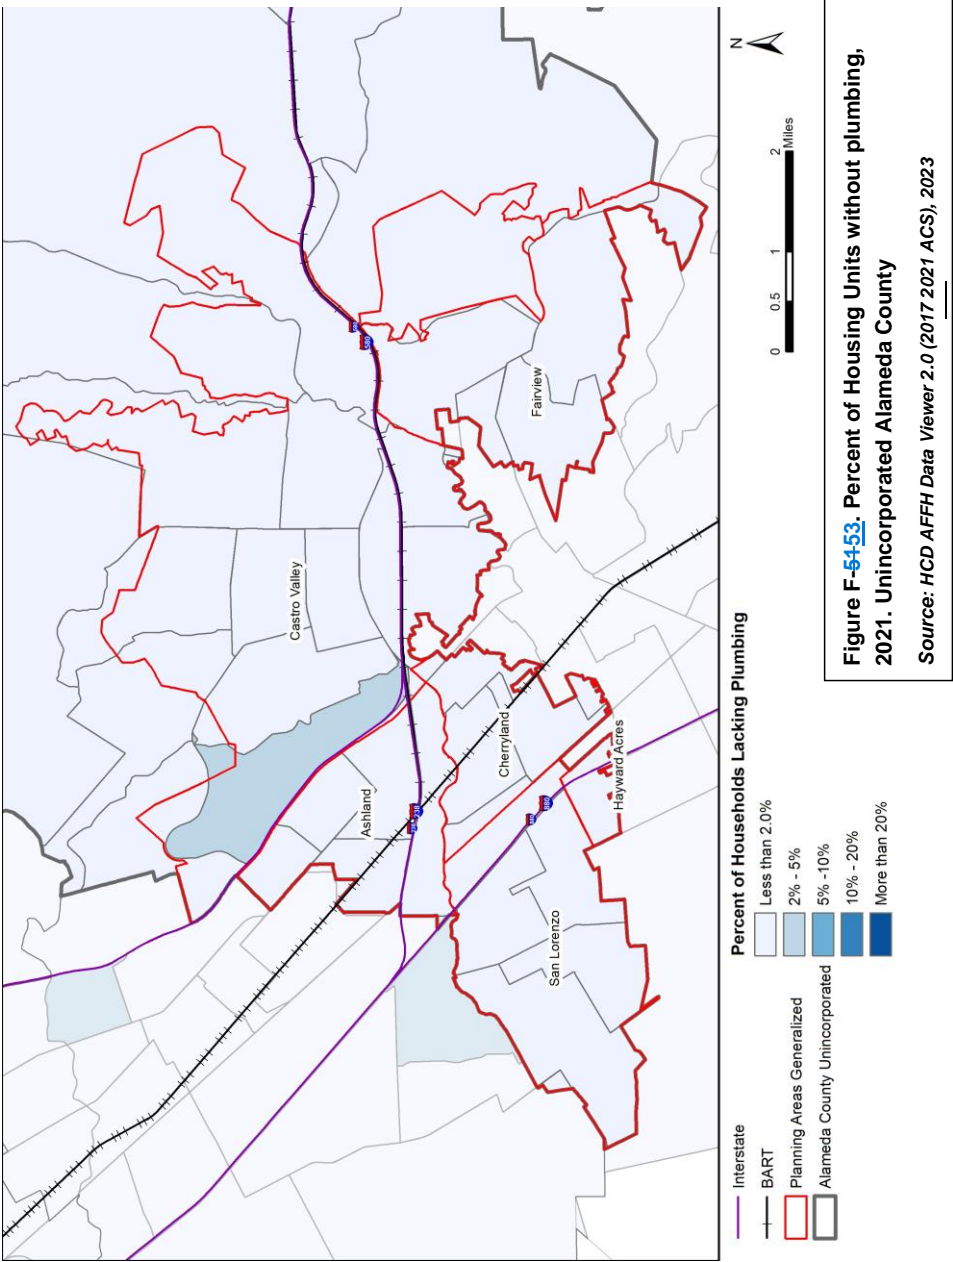 Castro Valley
Ashland
Cherryland
Fairview
Hayward Acres
San Lorenzo
580
238
880
N
0 0.5 1 2
Miles
Interstate
BART
Planning Areas Generalized
Alameda County Unincorporated
Percent of Households Lacking Plumbing
Less than 2.0%
2% - 5%
5% -10%
10% - 20%
More than 20%
Figure F-5153. Percent of Housing Units without plumbing,
2021. Unincorporated Alameda County
Source: HCD AFFH Data Viewer 2.0 (2017 2021 ACS), 2023